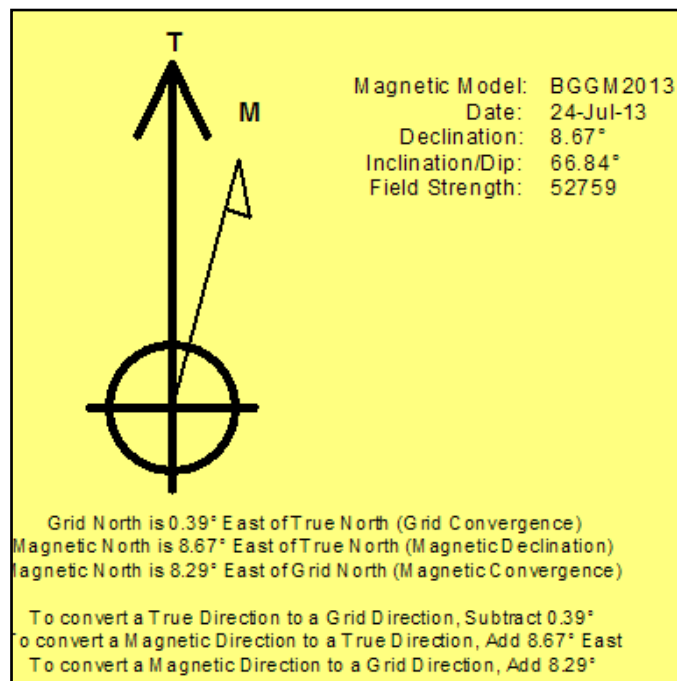 T
M
Magnetic Model: BGGM2013
Date: 24-Jul-13
Declination: 8.67°
Inclination/Dip: 66.84°
Field Strength: 52759
Grid North is 0.39° East of True North (Grid Convergence)
Magnetic North is 8.67° East of True North (Magnetic Declination)
Magnetic North is 8.29° East of Grid North (Magnetic Convergence)
To convert a True Direction to a Grid Direction, Subtract 0.39°
To convert a Magnetic Direction to a True Direction, Add 8.67° East
To convert a Magnetic Direction to a Grid Direction, Add 8.29°